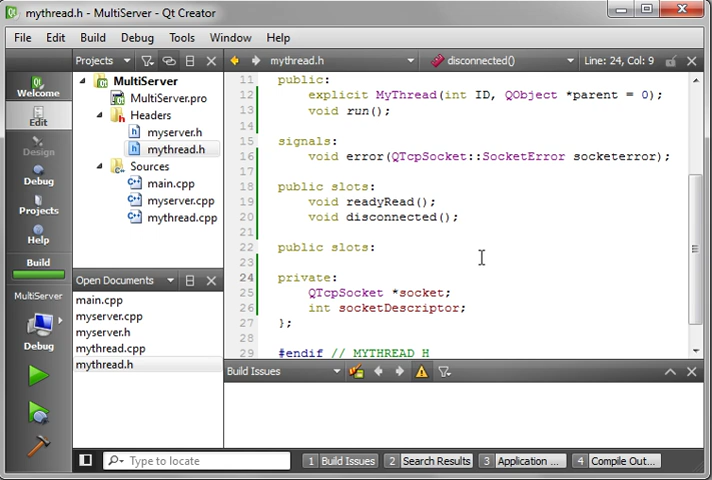 mythread.h - MultiServer - Qt Creator
File Edit Build Debug Tools Window Help
Projects
mythread.h
disconnected()
Line: 24, Col: 9
Welcome
Edit
Design
Debug
Projects
Help
Build
MultiServer
Debug
MultiServer
MultiServer.pro
Headers
myserver.h
mythread.h
Sources
main.cpp
myserver.cpp
mythread.cpp
Open Documents
main.cpp
myserver.cpp
myserver.h
mythread.cpp
mythread.h
11 public:
12 explicit MyThread(int ID, QObject *parent = 0);
13 void run();
14
15 signals:
16 void error(QTcpSocket::SocketError socketerror);
17
18 public slots:
19 void readyRead();
20 void disconnected();
21
22 public slots:
23
24 private:
25 QTcpSocket *socket;
26 int socketDescriptor;
27 };
28
29 #endif // MYTHREAD_H
Build Issues
Type to locate
1 Build Issues
2 Search Results
3 Application ...
4 Compile Out...